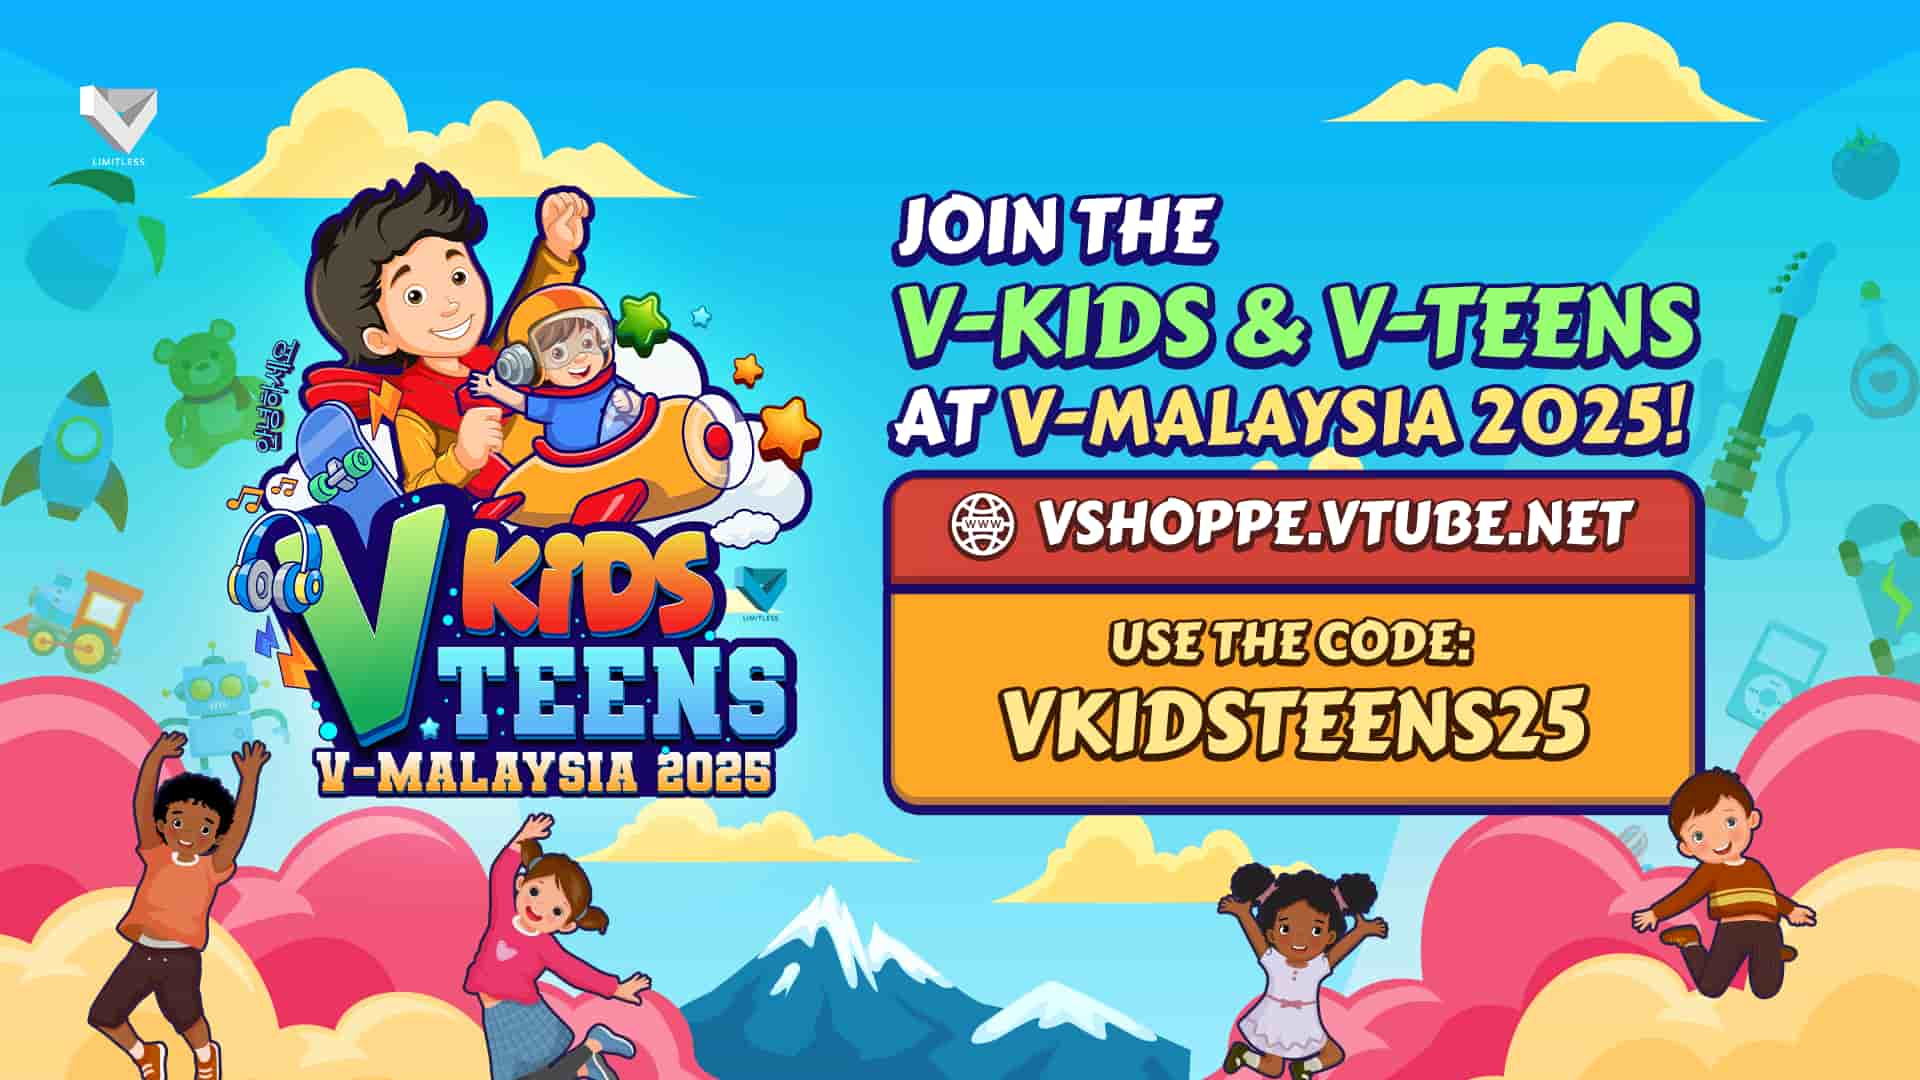 LIMITLESS
V KIDS
TEENS
LIMITLESS
V-MALAYSIA 2025
JOIN THE
V-KIDS & V-TEENS
AT V-MALAYSIA 2025!
WWW
VSHOPPE.VTUBE.NET
USE THE CODE:
VKIDSTEENS25